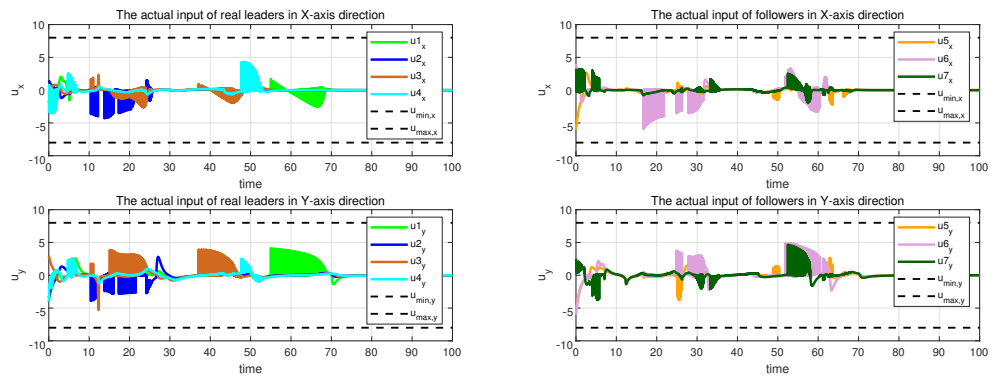 The actual input of real leaders in X-axis direction
10
5
0
-5
-10
u_x
0 10 20 30 40 50 60 70 80 90 100
time
u1_x
u2_x
u3_x
u4_x
u_min,x
u_max,x
The actual input of followers in X-axis direction
10
5
0
-5
-10
u_x
0 10 20 30 40 50 60 70 80 90 100
time
u5_x
u6_x
u7_x
u_min,x
u_max,x
The actual input of real leaders in Y-axis direction
10
5
0
-5
-10
u_y
0 10 20 30 40 50 60 70 80 90 100
time
u1_y
u2_y
u3_y
u4_y
u_min,y
u_max,y
The actual input of followers in Y-axis direction
10
5
0
-5
-10
u_y
0 10 20 30 40 50 60 70 80 90 100
time
u5_y
u6_y
u7_y
u_min,y
u_max,y